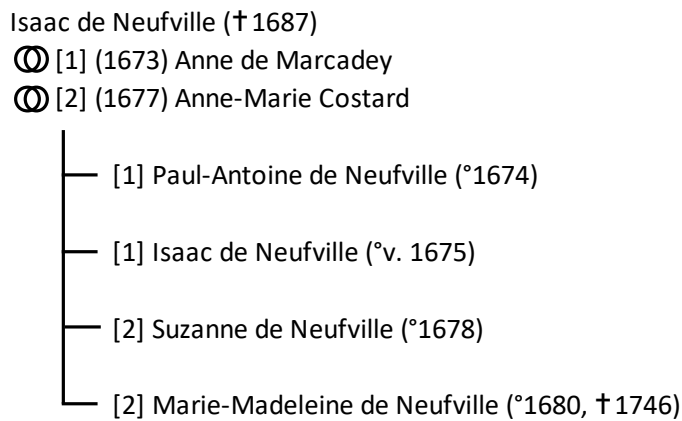 Isaac de Neufville (✝1687)
[1] (1673) Anne de Marcadey
[2] (1677) Anne-Marie Costard
[1] Paul-Antoine de Neufville (°1674)
[1] Isaac de Neufville (°v. 1675)
[2] Suzanne de Neufville (°1678)
[2] Marie-Madeleine de Neufville (°1680, ✝1746)